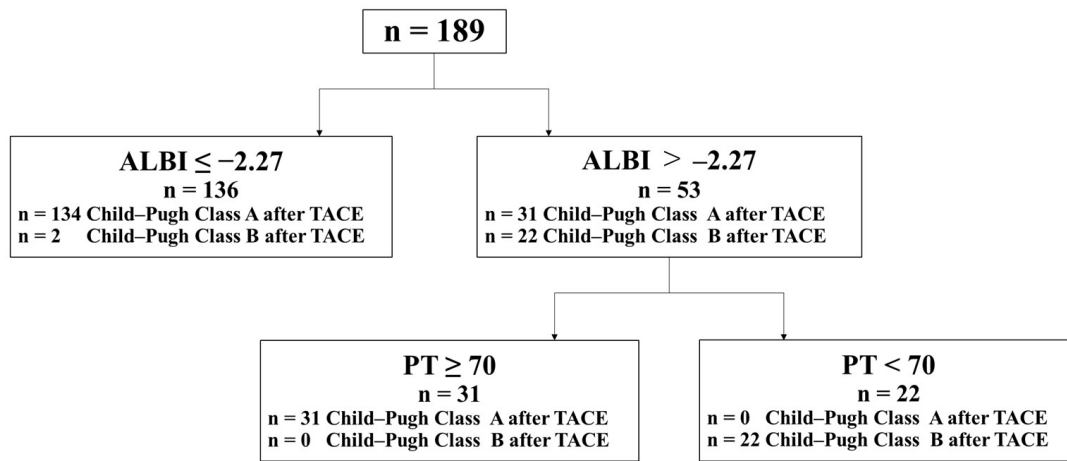 n = 189
ALBI ≤ −2.27
n = 136
n = 134 Child–Pugh Class A after TACE
n = 2 Child–Pugh Class B after TACE
ALBI > –2.27
n = 53
n = 31 Child–Pugh Class A after TACE
n = 22 Child–Pugh Class B after TACE
PT ≥ 70
n = 31
n = 31 Child–Pugh Class A after TACE
n = 0 Child–Pugh Class B after TACE
PT < 70
n = 22
n = 0 Child–Pugh Class A after TACE
n = 22 Child–Pugh Class B after TACE